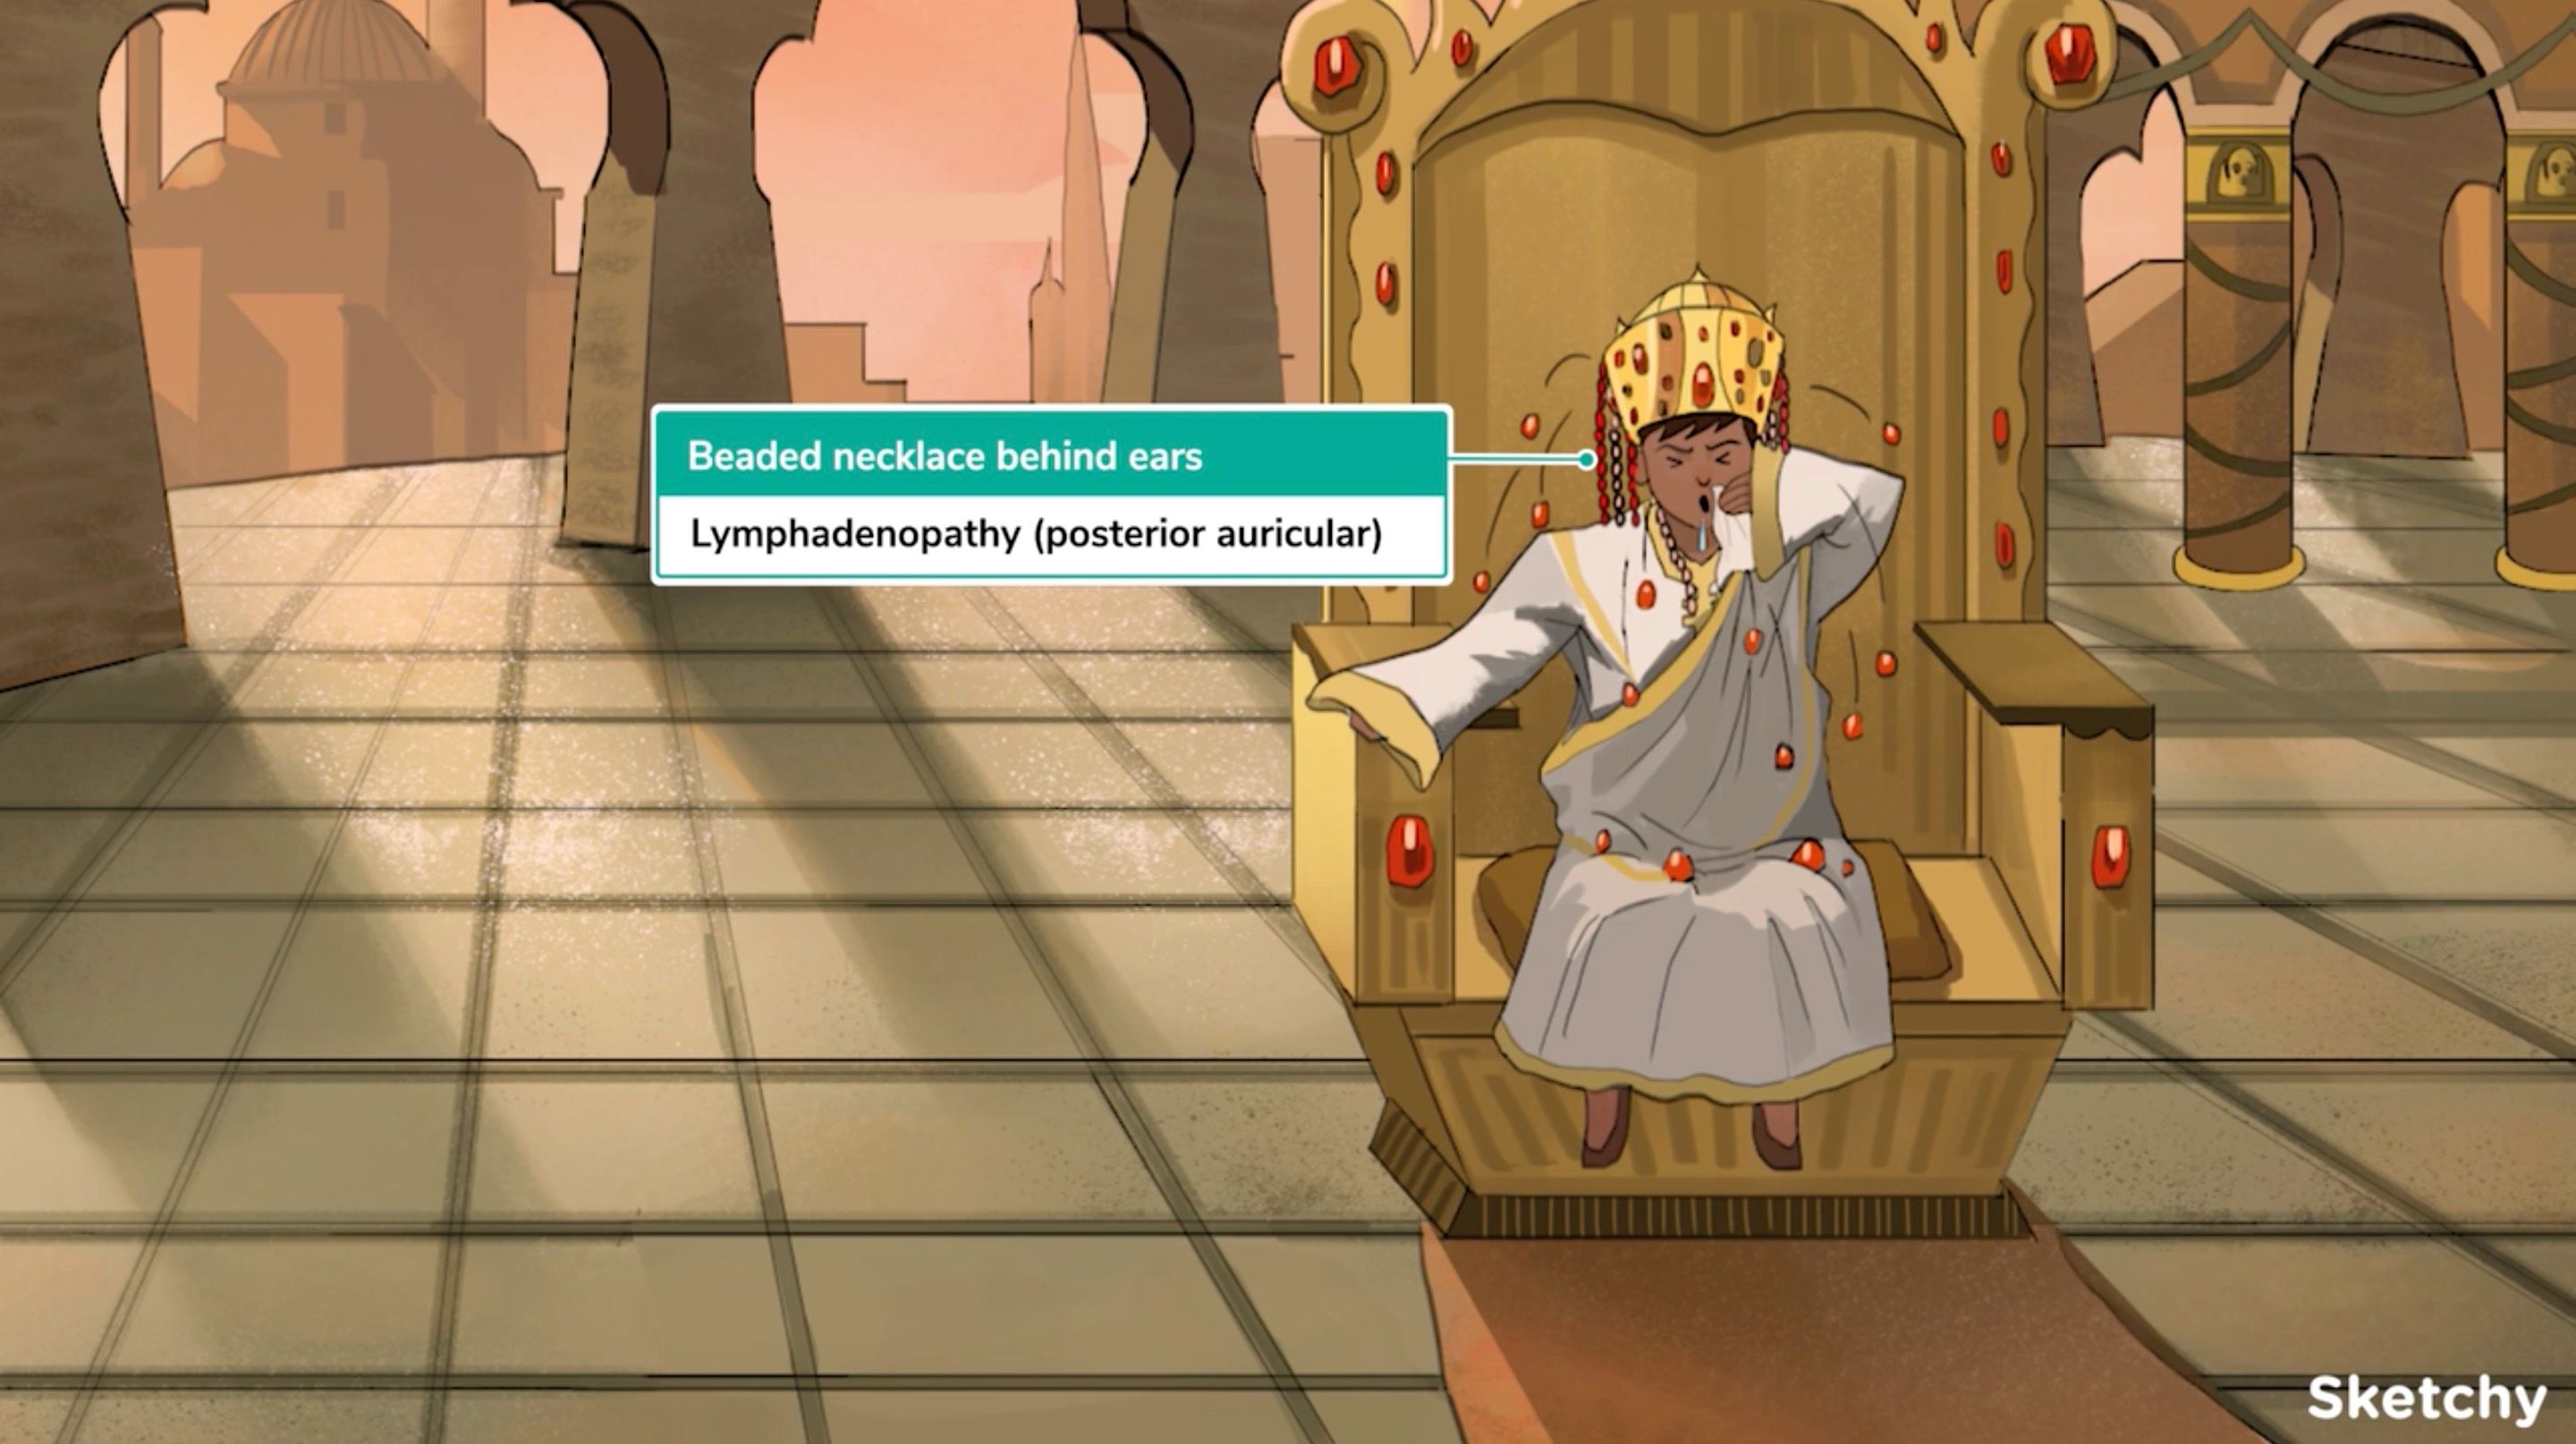 Beaded necklace behind ears
Lymphadenopathy (posterior auricular)
Sketchy